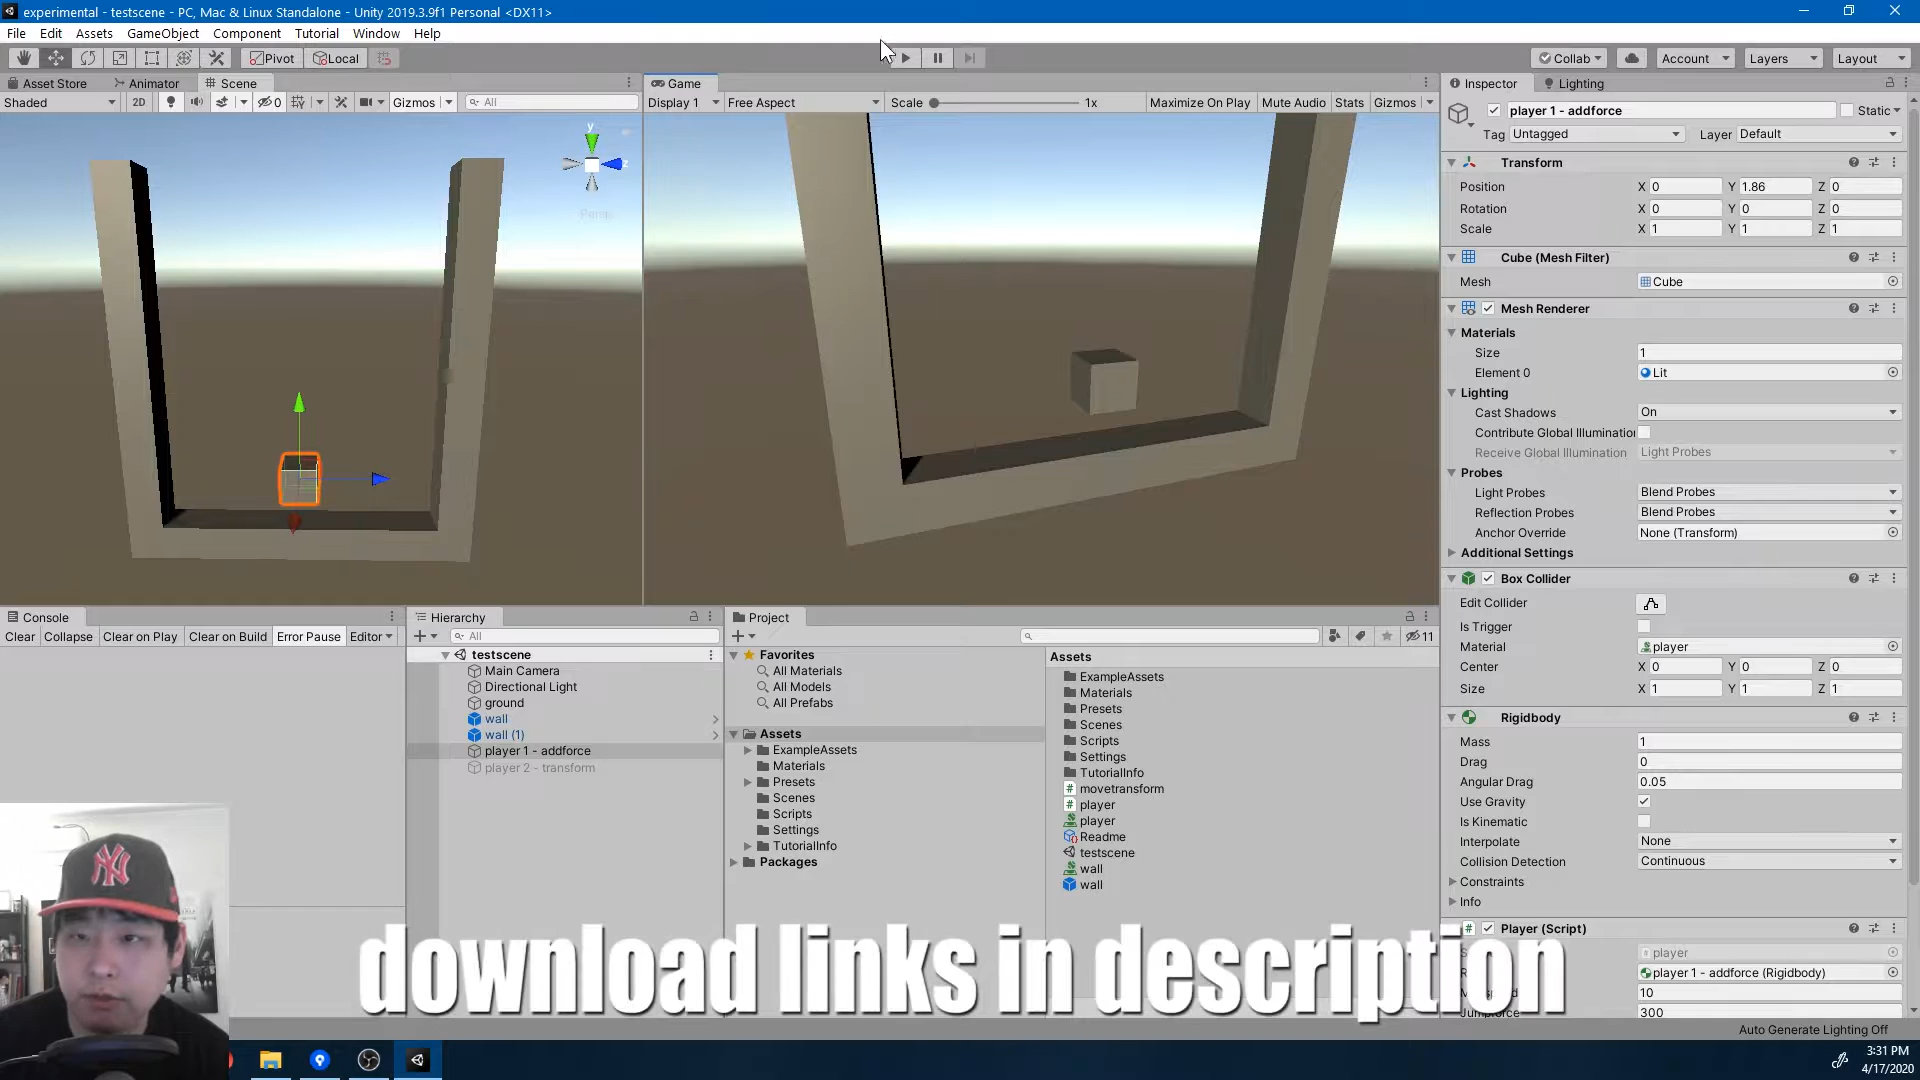 experimental - testscene - PC, Mac & Linux Standalone - Unity 2019.3.9f1 Personal <DX11>
File Edit Assets GameObject Component Tutorial Window Help
Pivot Local Collab Account Layers Layout
Asset Store Animator Scene
Shaded 2D 0 Gizmos All
y
Persp
Game
Display 1 Free Aspect Scale 1x Maximize On Play Mute Audio Stats Gizmos
Inspector Lighting
player 1 - addforce Static
Tag Untagged Layer Default
Transform
Position X 0 Y 1.86 Z 0
Rotation X 0 Y 0 Z 0
Scale X 1 Y 1 Z 1
Cube (Mesh Filter)
Mesh Cube
Mesh Renderer
Materials
Size 1
Element 0 Lit
Lighting
Cast Shadows On
Contribute Global Illumination
Receive Global Illumination Light Probes
Probes
Light Probes Blend Probes
Reflection Probes Blend Probes
Anchor Override None (Transform)
Additional Settings
Box Collider
Edit Collider
Is Trigger
Material player
Center X 0 Y 0 Z 0
Size X 1 Y 1 Z 1
Rigidbody
Mass 1
Drag 0
Angular Drag 0.05
Use Gravity
Is Kinematic
Interpolate None
Collision Detection Continuous
Constraints
Info
Player (Script)
player
player 1 - addforce (Rigidbody)
10
Jumpforce 300
Auto Generate Lighting Off
Console
Clear Collapse Clear on Play Clear on Build Error Pause Editor
Hierarchy
All
testscene
Main Camera
Directional Light
ground
wall
wall (1)
player 1 - addforce
player 2 - transform
Project
11
Favorites
All Materials
All Models
All Prefabs
Assets
ExampleAssets
Materials
Presets
Scenes
Scripts
Settings
TutorialInfo
Packages
Assets
ExampleAssets
Materials
Presets
Scenes
Scripts
Settings
TutorialInfo
movetransform
player
player
Readme
testscene
wall
wall
NY
download links in description
3:31 PM
4/17/2020